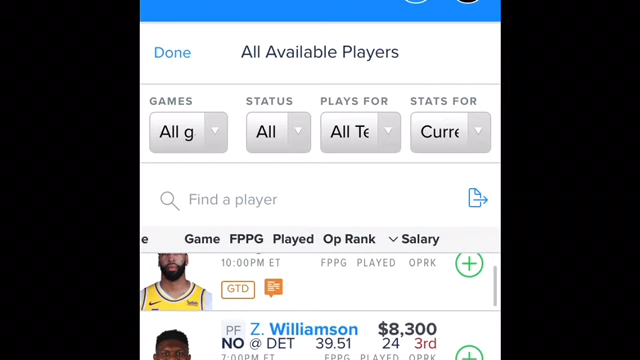 Done All Available Players
GAMES STATUS PLAYS FOR STATS FOR
All g All All Te Curre
Find a player
e Game FPPG Played Op Rank Salary
10:00PM ET FPPG PLAYED OPRK
GTD
PF Z. Williamson $8,300
NO @ DET 39.51 24 3rd
7:00PM ET FPPG PLAYED OPRK